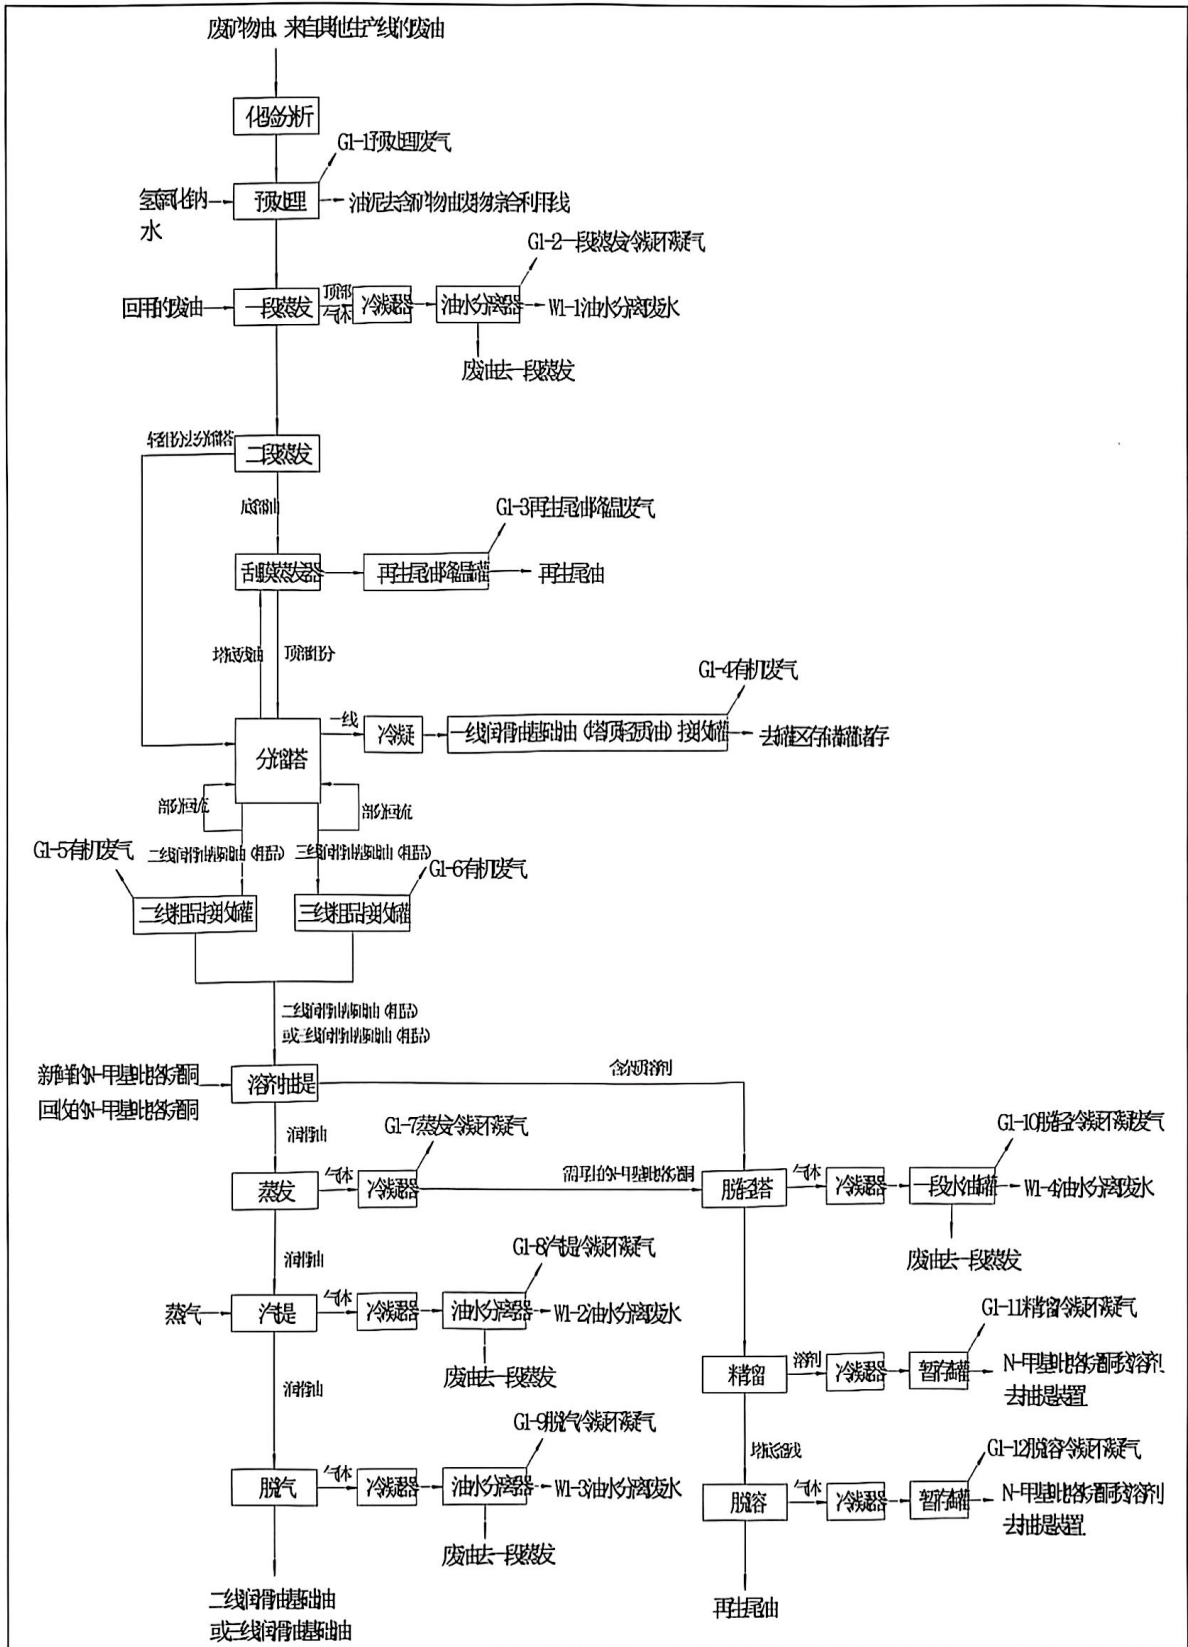 废矿物油、来自其他生产线的废油
化验分析
G1-1预处理废气
氢氧化钠
水
预处理
油泥去含矿物油废物综合利用线
G1-2一段蒸发冷凝不凝气
回用的废油
一段蒸发
顶部
气体
冷凝器
油水分离器
W1-1油水分离废水
废油去一段蒸发
轻组分去分馏塔
二段蒸发
底部油
G1-3再生尾油降温废气
刮膜蒸发器
再生尾油降温罐
再生尾油
塔底残油
顶部组分
G1-4有机废气
一线
冷凝
一线润滑油基础油（塔顶轻质油）接收罐
去罐区存储罐储存
分馏塔
部分回流
部分回流
G1-5有机废气
二线润滑油基础油（粗品）
三线润滑油基础油（粗品）
G1-6有机废气
二线粗品接收罐
三线粗品接收罐
二线润滑油基础油（粗品）
或三线润滑油基础油（粗品）
新鲜的N-甲基吡咯烷酮
回收的N-甲基吡咯烷酮
溶剂抽提
含杂质溶剂
润滑油
G1-7蒸发冷凝不凝气
G1-10脱轻冷凝不凝废气
蒸发
气体
冷凝器
需再生的N-甲基吡咯烷酮
脱轻塔
气体
冷凝器
一段水油罐
W1-4油水分离废水
废油去一段蒸发
润滑油
G1-8汽提冷凝不凝气
蒸气
汽提
气体
冷凝器
油水分离器
W1-2油水分离废水
废油去一段蒸发
G1-11精馏冷凝不凝气
精馏
溶剂
冷凝器
暂存罐
N-甲基吡咯烷酮贫溶剂
去抽提装置
润滑油
G1-9脱气冷凝不凝气
塔底油残
G1-12脱溶冷凝不凝气
脱气
气体
冷凝器
油水分离器
W1-3油水分离废水
废油去一段蒸发
脱溶
气体
冷凝器
暂存罐
N-甲基吡咯烷酮贫溶剂
去抽提装置
二线润滑油基础油
或三线润滑油基础油
再生尾油